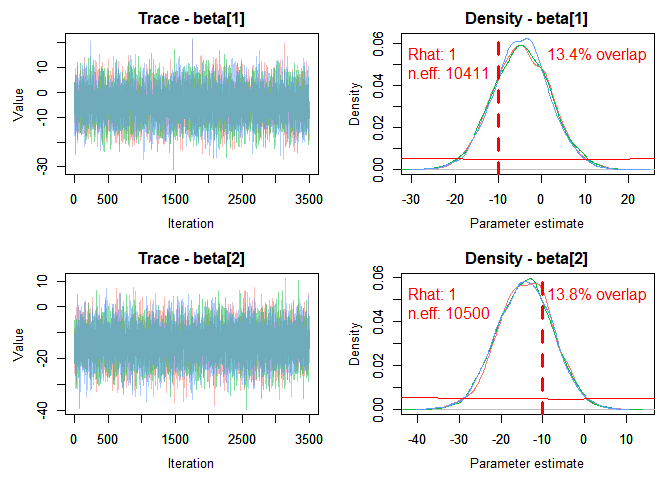 Trace - beta[1]
Value
-30
-10
0
10
0
500
1500
2500
3500
Iteration
Density - beta[1]
Rhat: 1
n.eff: 10411
13.4% overlap
Density
0.00
0.02
0.04
0.06
-30
-20
-10
0
10
20
Parameter estimate
Trace - beta[2]
Value
-40
-20
0
10
0
500
1500
2500
3500
Iteration
Density - beta[2]
Rhat: 1
n.eff: 10500
13.8% overlap
Density
0.00
0.02
0.04
0.06
-40
-30
-20
-10
0
10
Parameter estimate